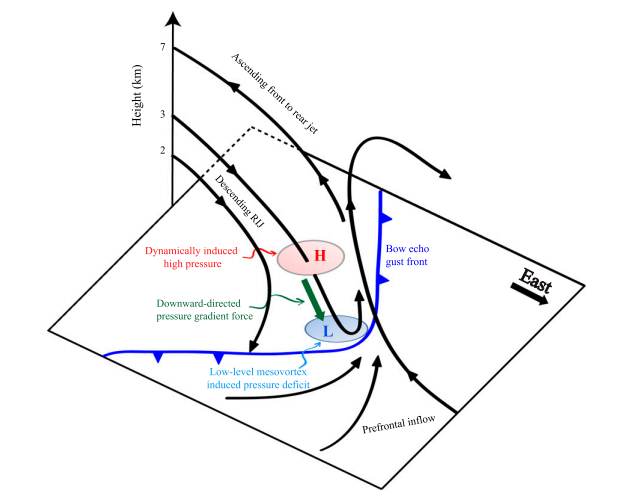 7
Ascending front to rear jet
Height (km)
3
2
Descending RIJ
Dynamically induced
high pressure
H
Bow echo
gust front
East
Downward-directed
pressure gradient force
L
Low-level mesovortex
induced pressure deficit
Prefrontal inflow